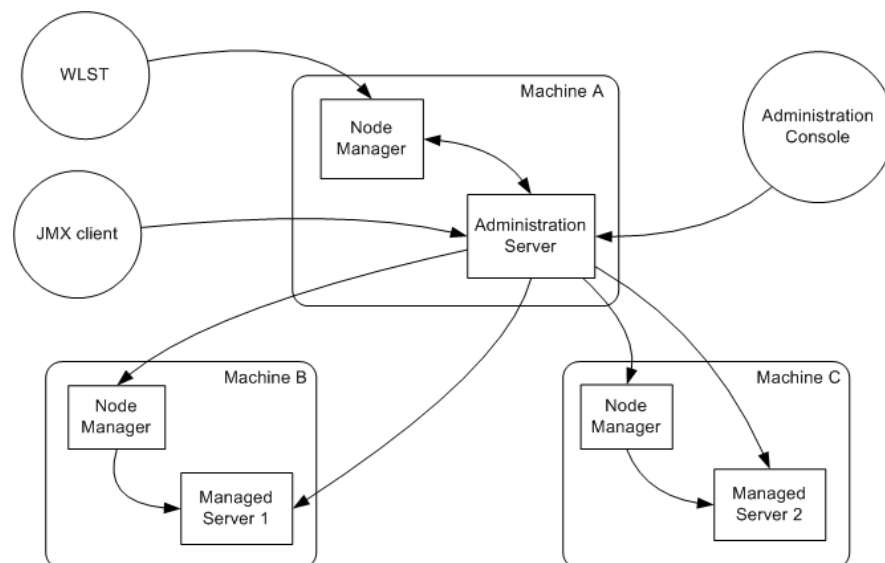 WLST
Machine A
Node
Manager
Administration
Console
JMX client
Administration
Server
Machine B
Node
Manager
Managed
Server 1
Machine C
Node
Manager
Managed
Server 2